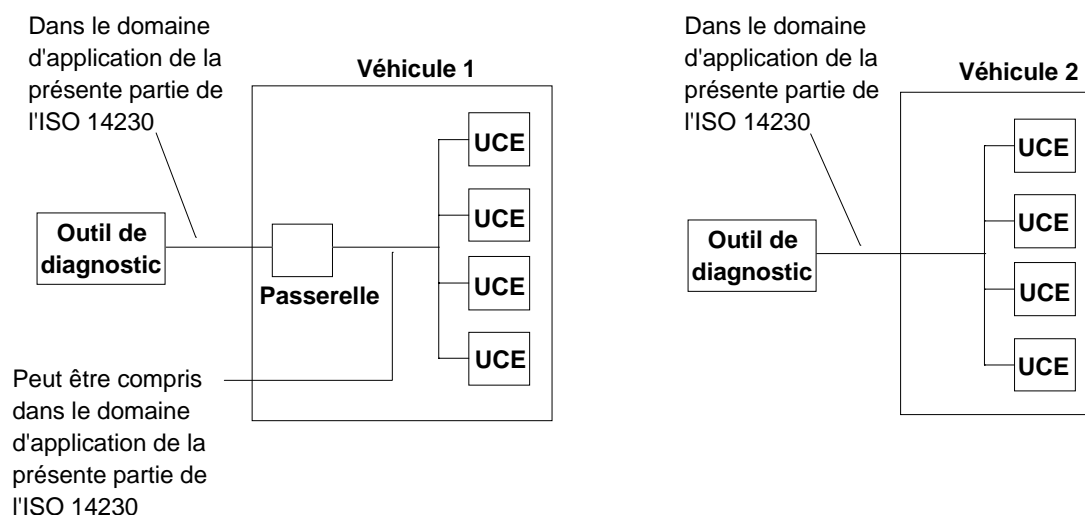 Dans le domaine
d'application de la
présente partie de
l'ISO 14230
Véhicule 1
UCE
UCE
UCE
UCE
Outil de
diagnostic
Passerelle
Peut être compris
dans le domaine
d'application de la
présente partie de
l'ISO 14230
Dans le domaine
d'application de la
présente partie de
l'ISO 14230
Véhicule 2
UCE
UCE
UCE
UCE
Outil de
diagnostic